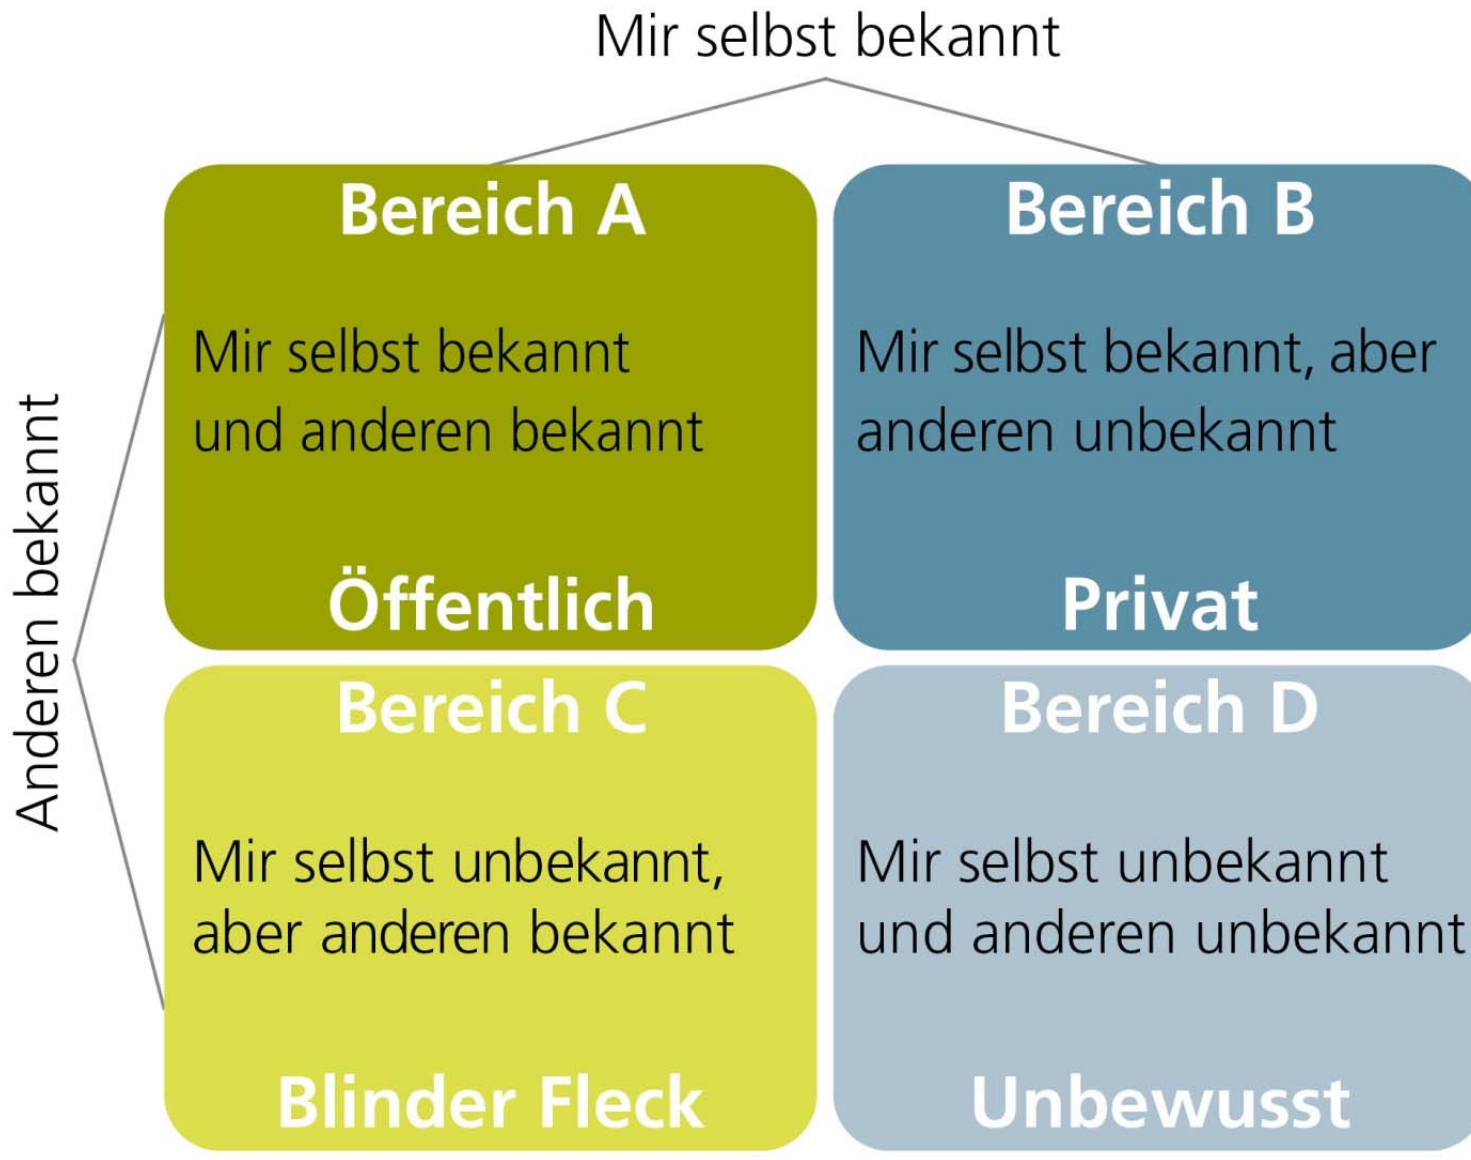 Mir selbst bekannt
Anderen bekannt
Bereich A
Mir selbst bekannt
und anderen bekannt
Öffentlich
Bereich B
Mir selbst bekannt, aber
anderen unbekannt
Privat
Bereich C
Mir selbst unbekannt,
aber anderen bekannt
Blinder Fleck
Bereich D
Mir selbst unbekannt
und anderen unbekannt
Unbewusst